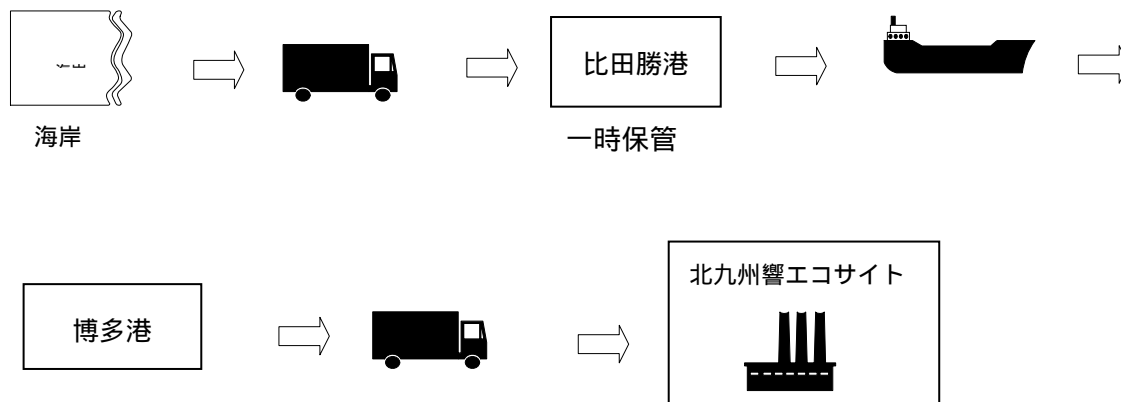 比田勝港
海岸
一時保管
博多港
北九州響エコサイト